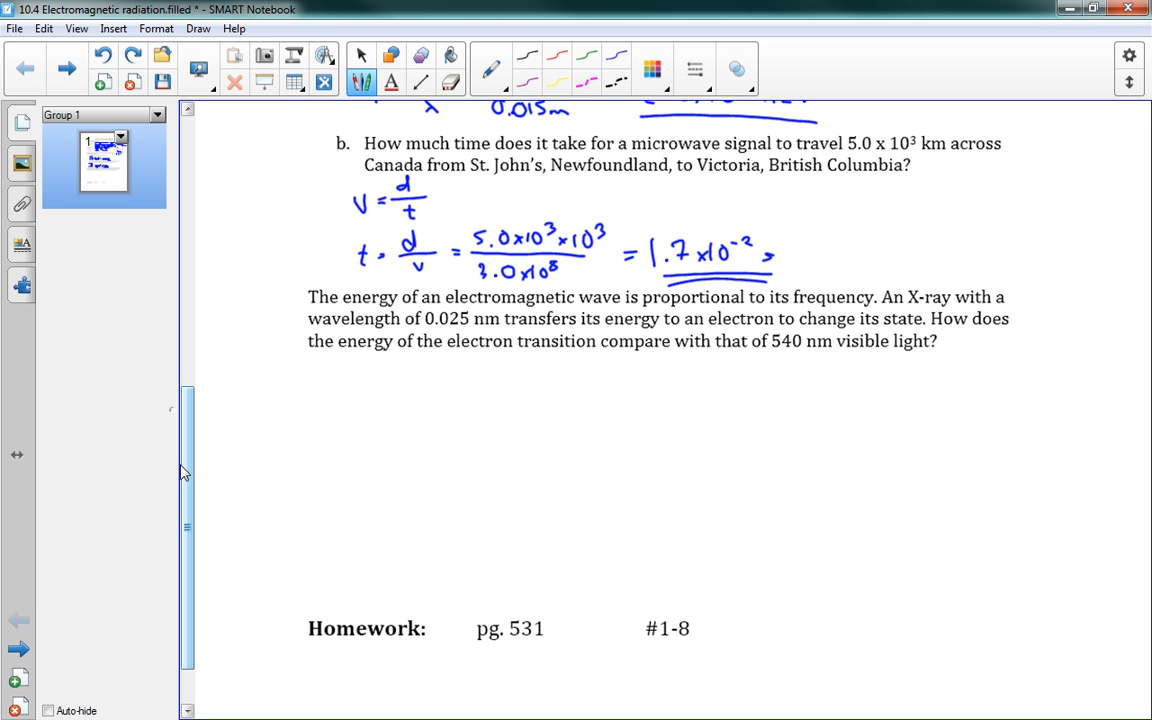 10.4 Electromagnetic radiation.filled * - SMART Notebook
File Edit View Insert Format Draw Help
Group 1
1
λ 0.015m
b. How much time does it take for a microwave signal to travel 5.0 x 10³ km across
Canada from St. John's, Newfoundland, to Victoria, British Columbia?
v = d/t
t = d/v = 5.0×10³×10³/3.0×10⁸ = 1.7×10⁻² s
The energy of an electromagnetic wave is proportional to its frequency. An X-ray with a
wavelength of 0.025 nm transfers its energy to an electron to change its state. How does
the energy of the electron transition compare with that of 540 nm visible light?
Homework: pg. 531 #1-8
Auto-hide